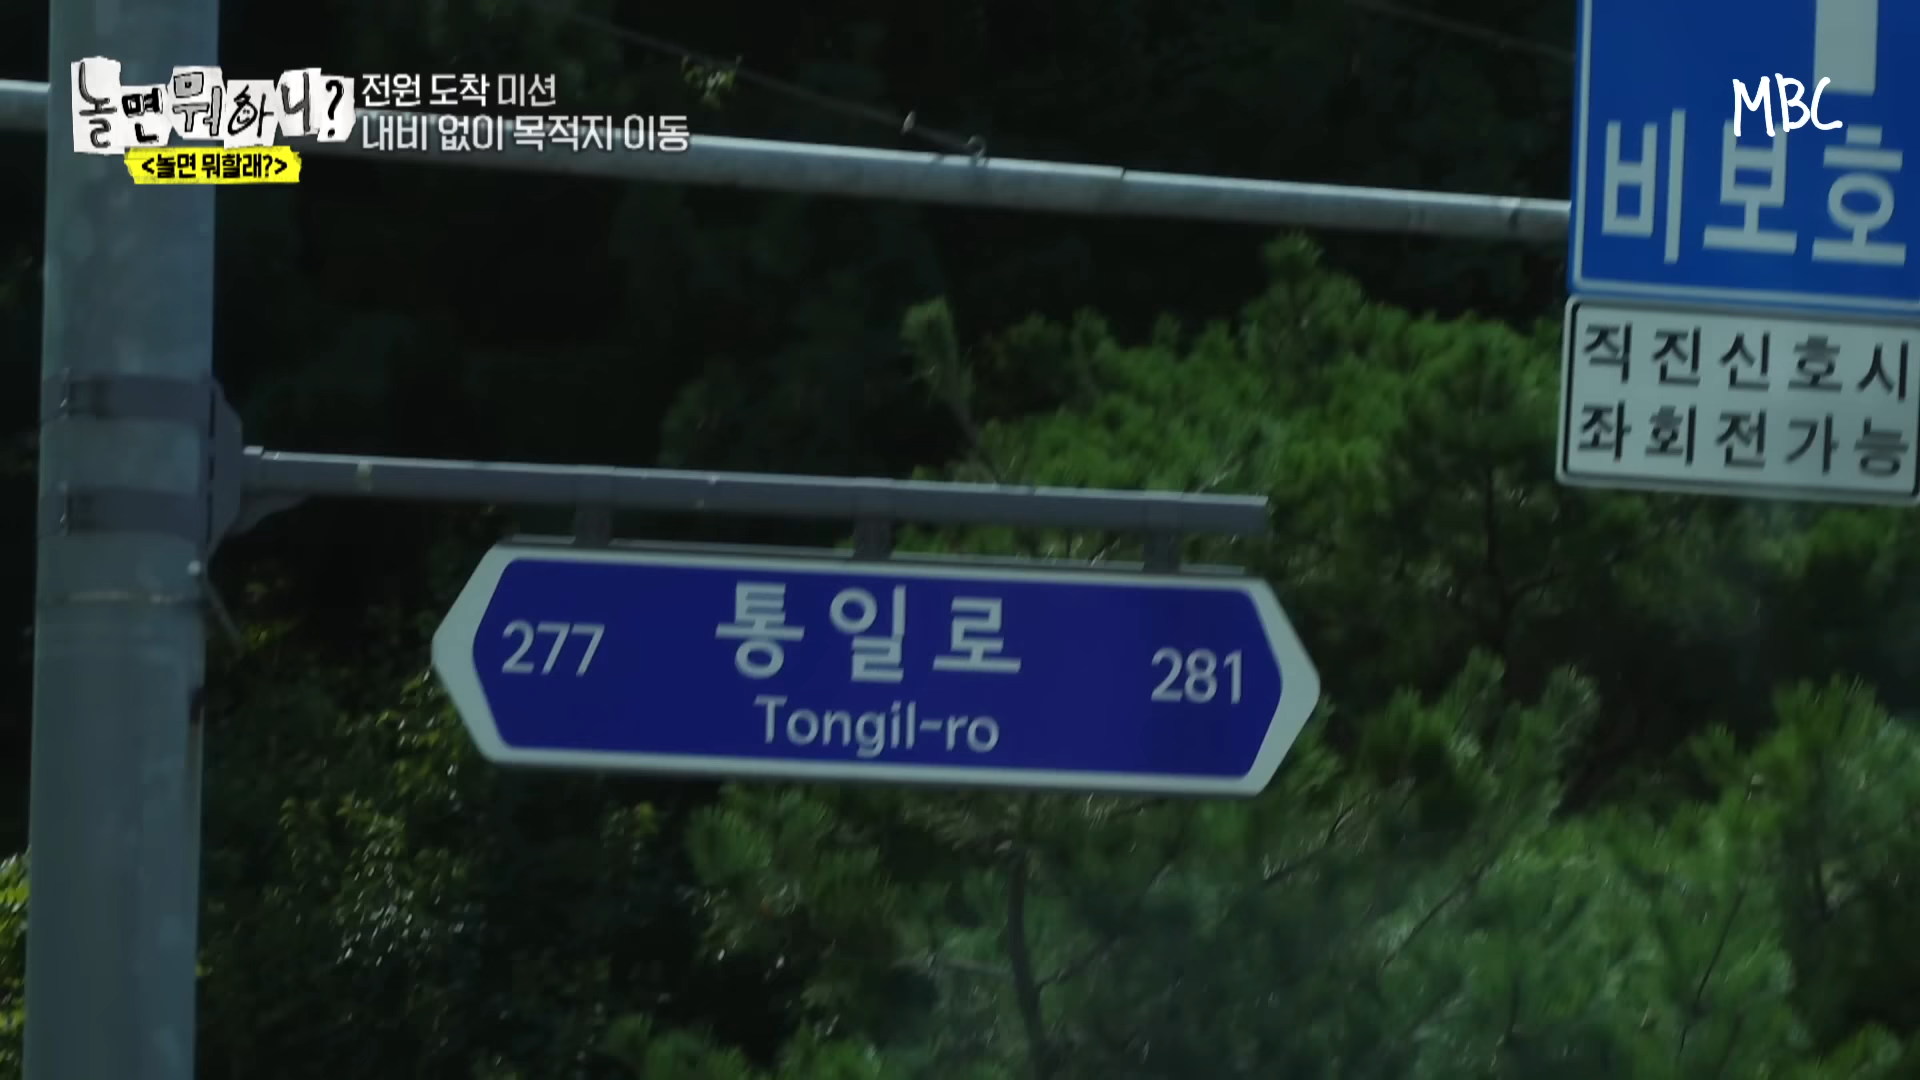 놀면 뭐하니?
<놀면 뭐할래?>
전원 도착 미션
내비 없이 목적지 이동
MBC
비보호
직진신호시
좌회전가능
277 통일로 281
Tongil-ro